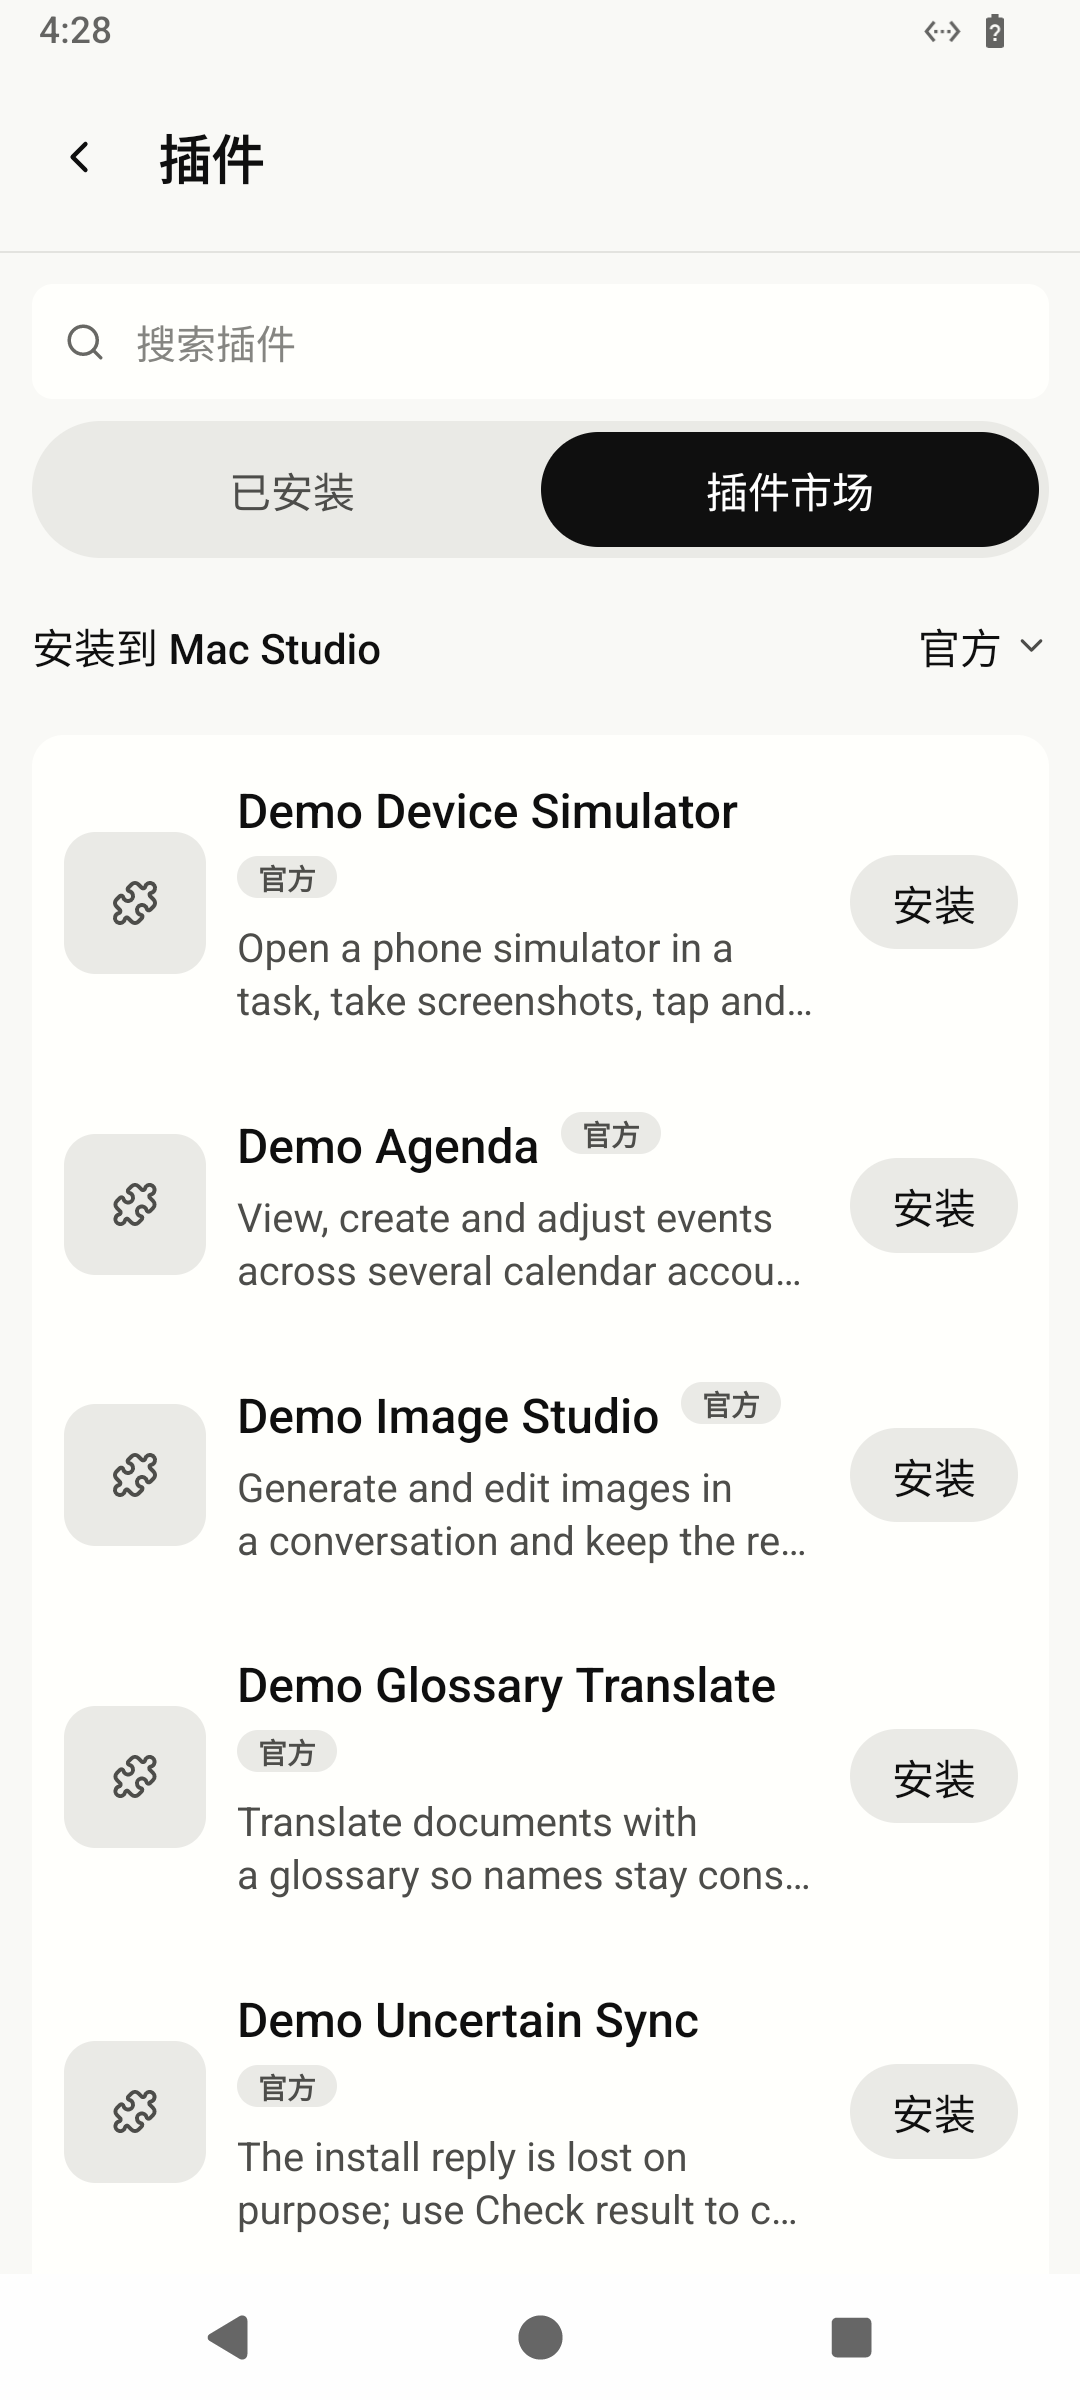 4:28
插件
搜索插件
已安装
插件市场
安装到 Mac Studio
官方
Demo Device Simulator
官方
Open a phone simulator in a
task, take screenshots, tap and…
安装
Demo Agenda
官方
View, create and adjust events
across several calendar accou…
安装
Demo Image Studio
官方
Generate and edit images in
a conversation and keep the re…
安装
Demo Glossary Translate
官方
Translate documents with
a glossary so names stay cons…
安装
Demo Uncertain Sync
官方
The install reply is lost on
purpose; use Check result to c…
安装